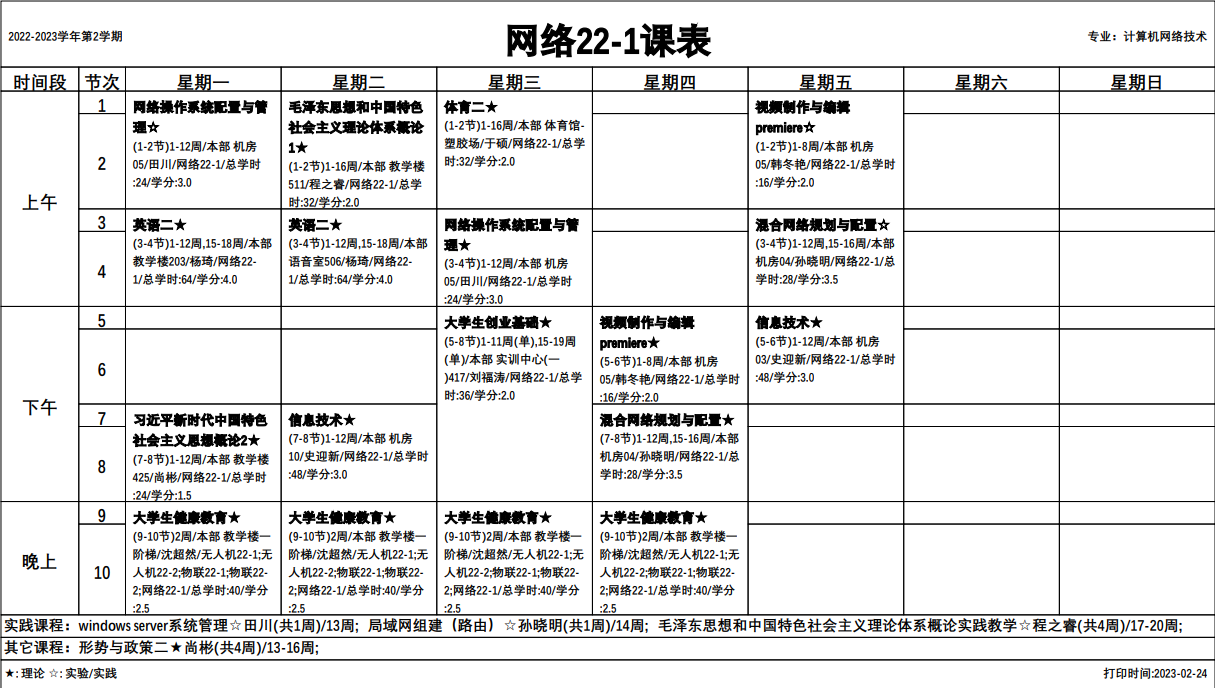 2022-2023学年第2学期
网络22-1课表
专业：计算机网络技术
时间段 节次 星期一 星期二 星期三 星期四 星期五 星期六 星期日
上午
1
2
网络操作系统配置与管
理☆
(1-2节)1-12周/本部 机房
05/田川/网络22-1/总学时
:24/学分:3.0
毛泽东思想和中国特色
社会主义理论体系概论
1★
(1-2节)1-16周/本部 教学楼
511/程之睿/网络22-1/总学
时:32/学分:2.0
体育二★
(1-2节)1-16周/本部 体育馆-
塑胶场/于硕/网络22-1/总学
时:32/学分:2.0
视频制作与编辑
premiere☆
(1-2节)1-8周/本部 机房
05/韩冬艳/网络22-1/总学时
:16/学分:2.0
3
4
英语二★
(3-4节)1-12周,15-18周/本部
教学楼203/杨琦/网络22-
1/总学时:64/学分:4.0
英语二★
(3-4节)1-12周,15-18周/本部
语音室506/杨琦/网络22-
1/总学时:64/学分:4.0
网络操作系统配置与管
理★
(3-4节)1-12周/本部 机房
05/田川/网络22-1/总学时
:24/学分:3.0
混合网络规划与配置☆
(3-4节)1-12周,15-16周/本部
机房04/孙晓明/网络22-1/总
学时:28/学分:3.5
下午
5
6
大学生创业基础★
(5-8节)1-11周(单),15-19周
(单)/本部 实训中心(一
)417/刘福涛/网络22-1/总学
时:36/学分:2.0
视频制作与编辑
premiere★
(5-6节)1-8周/本部 机房
05/韩冬艳/网络22-1/总学时
:16/学分:2.0
信息技术★
(5-6节)1-12周/本部 机房
03/史迎新/网络22-1/总学时
:48/学分:3.0
7
8
习近平新时代中国特色
社会主义思想概论2★
(7-8节)1-12周/本部 教学楼
425/尚彬/网络22-1/总学时
:24/学分:1.5
信息技术★
(7-8节)1-12周/本部 机房
10/史迎新/网络22-1/总学时
:48/学分:3.0
混合网络规划与配置★
(7-8节)1-12周,15-16周/本部
机房04/孙晓明/网络22-1/总
学时:28/学分:3.5
晚上
9
10
大学生健康教育★
(9-10节)2周/本部 教学楼一
阶梯/沈超然/无人机22-1;无
人机22-2;物联22-1;物联22-
2;网络22-1/总学时:40/学分
:2.5
大学生健康教育★
(9-10节)2周/本部 教学楼一
阶梯/沈超然/无人机22-1;无
人机22-2;物联22-1;物联22-
2;网络22-1/总学时:40/学分
:2.5
大学生健康教育★
(9-10节)2周/本部 教学楼一
阶梯/沈超然/无人机22-1;无
人机22-2;物联22-1;物联22-
2;网络22-1/总学时:40/学分
:2.5
大学生健康教育★
(9-10节)2周/本部 教学楼一
阶梯/沈超然/无人机22-1;无
人机22-2;物联22-1;物联22-
2;网络22-1/总学时:40/学分
:2.5
实践课程：windows server系统管理☆田川(共1周)/13周; 局域网组建（路由）☆孙晓明(共1周)/14周; 毛泽东思想和中国特色社会主义理论体系概论实践教学☆程之睿(共4周)/17-20周;
其它课程：形势与政策二★尚彬(共4周)/13-16周;
★: 理论 ☆: 实验/实践
打印时间:2023-02-24